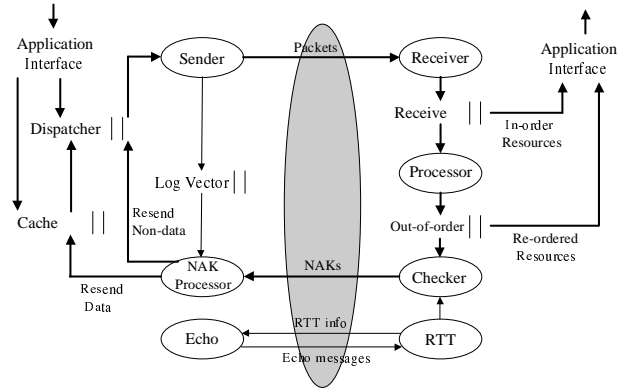 Application
Interface
Sender
Packets
Receiver
Application
Interface
Dispatcher
Receive
In-order
Resources
Processor
Log Vector
Cache
Resend
Non-data
Out-of-order
Re-ordered
Resources
NAK
Processor
NAKs
Checker
Resend
Data
RTT info
Echo
RTT
Echo messages